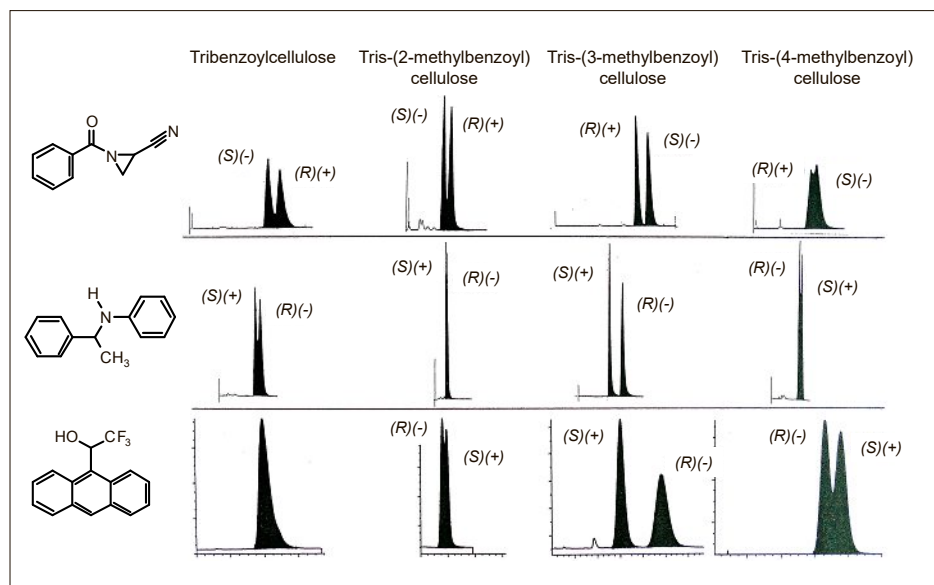 Tribenzoylcellulose
Tris-(2-methylbenzoyl)
cellulose
Tris-(3-methylbenzoyl)
cellulose
Tris-(4-methylbenzoyl)
cellulose
O
N
N
(S)(-)
(R)(+)
(S)(-)
(R)(+)
(R)(+)
(S)(-)
(R)(+)
(S)(-)
H
N
CH₃
(S)(+)
(R)(-)
(S)(+)
(R)(-)
(S)(+)
(R)(-)
(R)(-)
(S)(+)
HO
CF₃
(R)(-)
(S)(+)
(S)(+)
(R)(-)
(R)(-)
(S)(+)